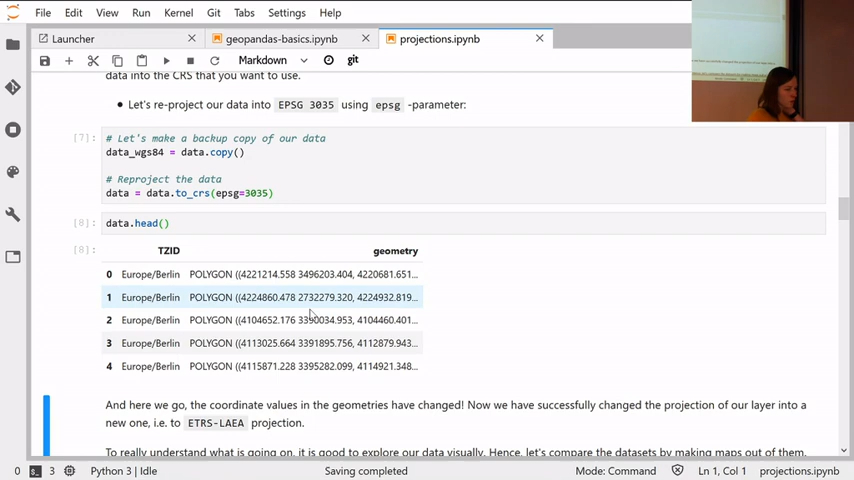 File Edit View Run Kernel Git Tabs Settings Help
Launcher geopandas-basics.ipynb projections.ipynb
Markdown git
data into the CRS that you want to use.
• Let's re-project our data into EPSG 3035 using epsg -parameter:
[7]: # Let's make a backup copy of our data
data_wgs84 = data.copy()
# Reproject the data
data = data.to_crs(epsg=3035)
[8]: data.head()
[8]: TZID geometry
0 Europe/Berlin POLYGON ((4221214.558 3496203.404, 4220681.651...
1 Europe/Berlin POLYGON ((4224860.478 2732279.320, 4224932.819...
2 Europe/Berlin POLYGON ((4104652.176 3390034.953, 4104460.401...
3 Europe/Berlin POLYGON ((4113025.664 3391895.756, 4112879.943...
4 Europe/Berlin POLYGON ((4115871.228 3395282.099, 4114921.348...
And here we go, the coordinate values in the geometries have changed! Now we have successfully changed the projection of our layer into a
new one, i.e. to ETRS-LAEA projection.
To really understand what is going on, it is good to explore our data visually. Hence, let's compare the datasets by making maps out of them.
0 3 Python 3 | Idle Saving completed Mode: Command Ln 1, Col 1 projections.ipynb